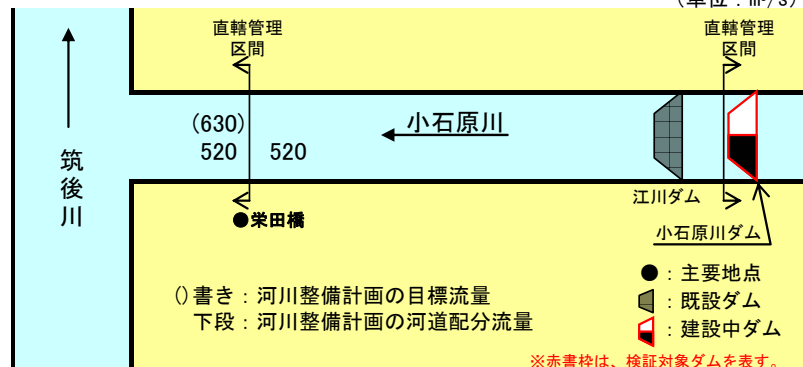 (単位：m³/s)
直轄管理
区間
直轄管理
区間
(630)
520
520
小石原川
筑後川
江川ダム
●栄田橋
小石原川ダム
()書き：河川整備計画の目標流量
下段：河川整備計画の河道配分流量
●：主要地点
：既設ダム
：建設中ダム
※赤書枠は、検証対象ダムを表す。